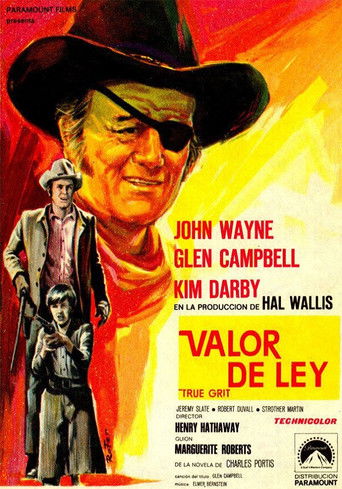 PARAMOUNT FILMS
presenta
JOHN WAYNE
GLEN CAMPBELL
KIM DARBY
EN LA PRODUCCION DE HAL WALLIS
VALOR
DE LEY
TRUE GRIT
JEREMY SLATE • ROBERT DUVALL • STROTHER MARTIN
TECHNICOLOR
DIRECTOR
HENRY HATHAWAY
GUION
MARGUERITE ROBERTS
DE LA NOVELA DE CHARLES PORTIS
canción del título: GLEN CAMPBELL
música: ELMER BERNSTEIN
Paramount
DISTRIBUCION
PARAMOUNT